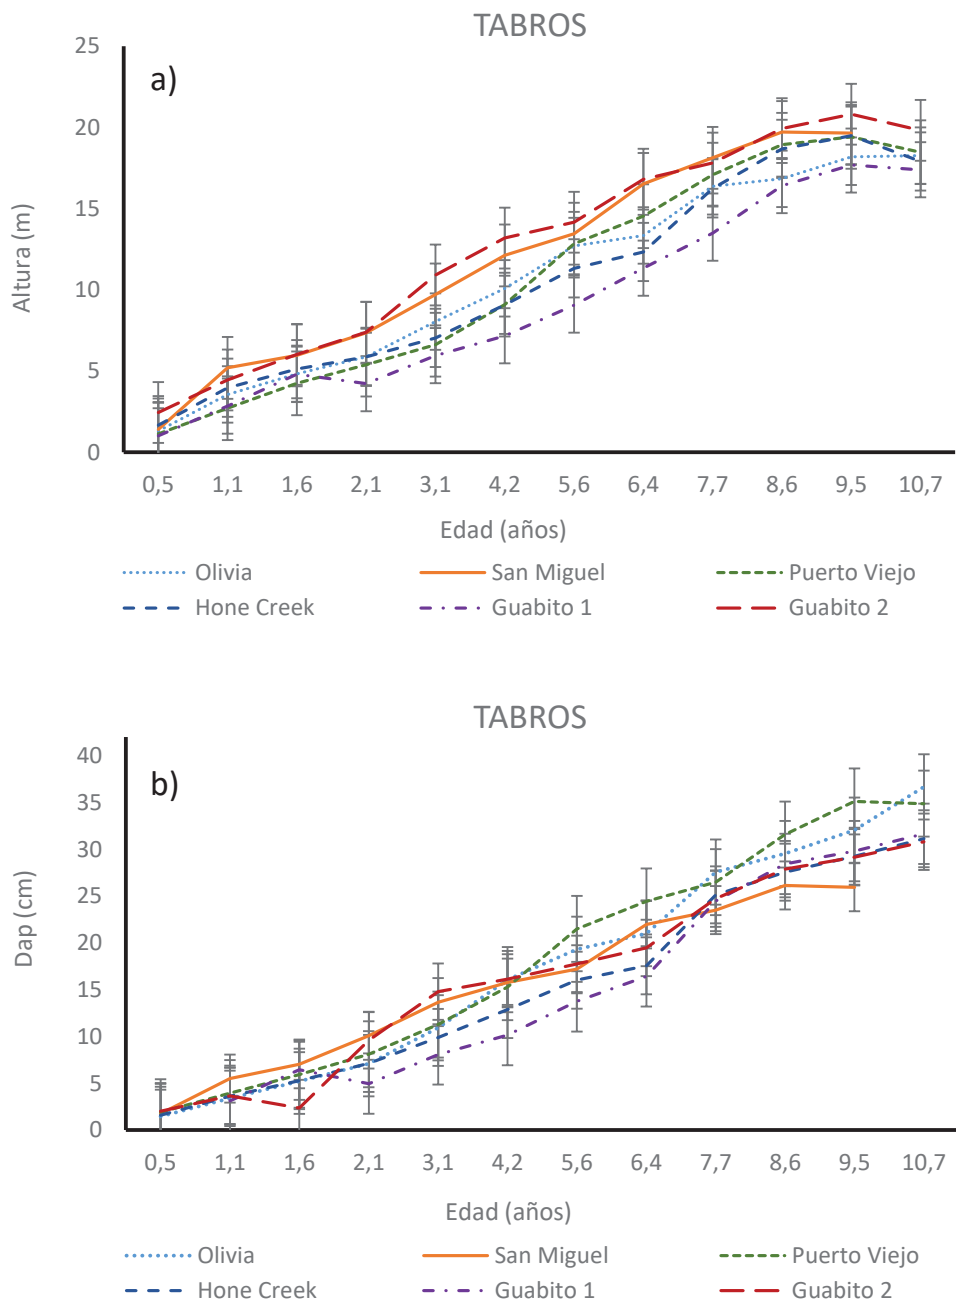 TABROS
a)
25
20
15
10
5
0
Altura (m)
0,5 1,1 1,6 2,1 3,1 4,2 5,6 6,4 7,7 8,6 9,5 10,7
Edad (años)
Olivia San Miguel Puerto Viejo
Hone Creek Guabito 1 Guabito 2
TABROS
b)
40
35
30
25
20
15
10
5
0
Dap (cm)
0,5 1,1 1,6 2,1 3,1 4,2 5,6 6,4 7,7 8,6 9,5 10,7
Edad (años)
Olivia San Miguel Puerto Viejo
Hone Creek Guabito 1 Guabito 2